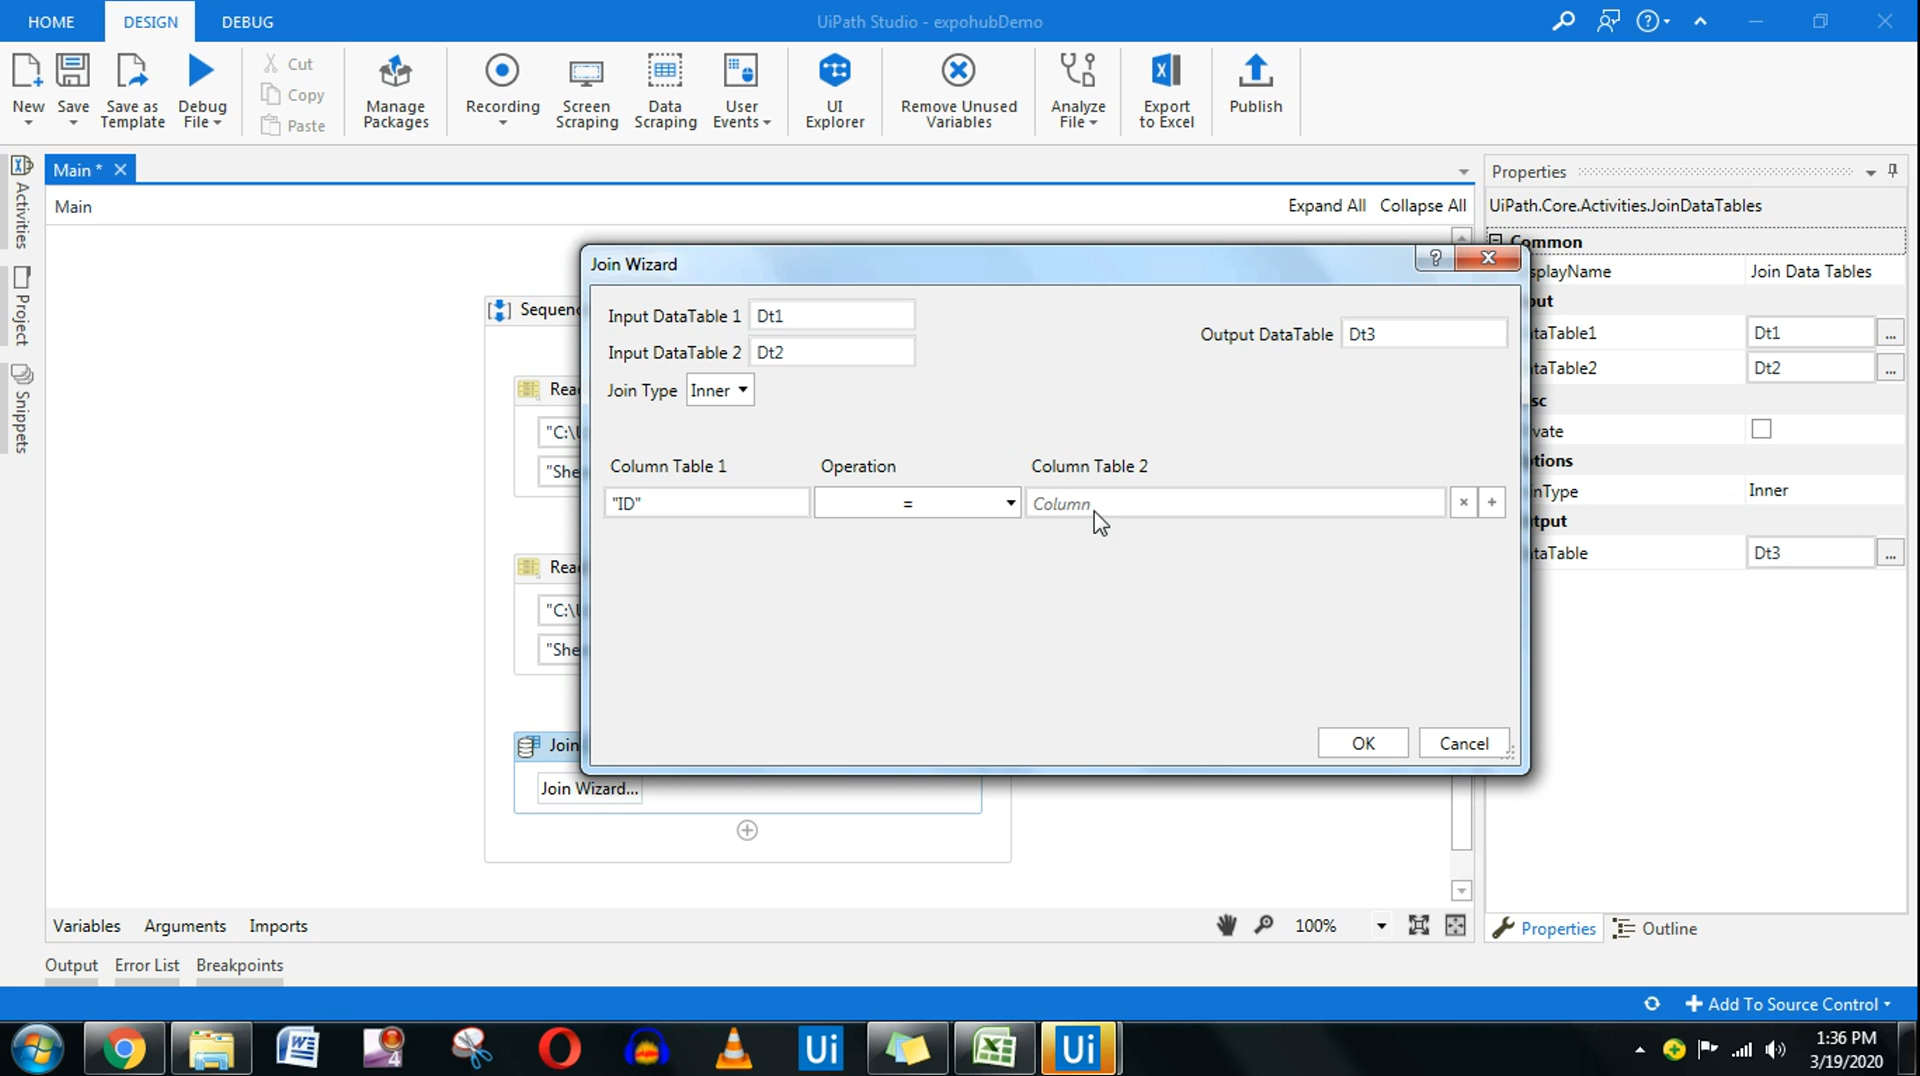 HOME DESIGN DEBUG
UiPath Studio - expohubDemo
New Save Save as Template Debug File
Cut
Copy
Paste
Manage Packages
Recording
Screen Scraping
Data Scraping
User Events
UI Explorer
Remove Unused Variables
Analyze File
Export to Excel
Publish
Activities
Project
Snippets
Main *
Main
Expand All Collapse All
Sequenc
Read
"C:\U
"She
Read
"C:\U
"She
Join
Join Wizard...
Join Wizard
Input DataTable 1 Dt1
Input DataTable 2 Dt2
Output DataTable Dt3
Join Type Inner
Column Table 1 Operation Column Table 2
"ID" = Column
OK Cancel
Properties
UiPath.Core.Activities.JoinDataTables
Common
splayName Join Data Tables
put
taTable1 Dt1 ...
taTable2 Dt2 ...
sc
vate
tions
inType Inner
tput
taTable Dt3 ...
Variables Arguments Imports
100%
Properties Outline
Output Error List Breakpoints
Add To Source Control
Ui Ui
1:36 PM
3/19/2020